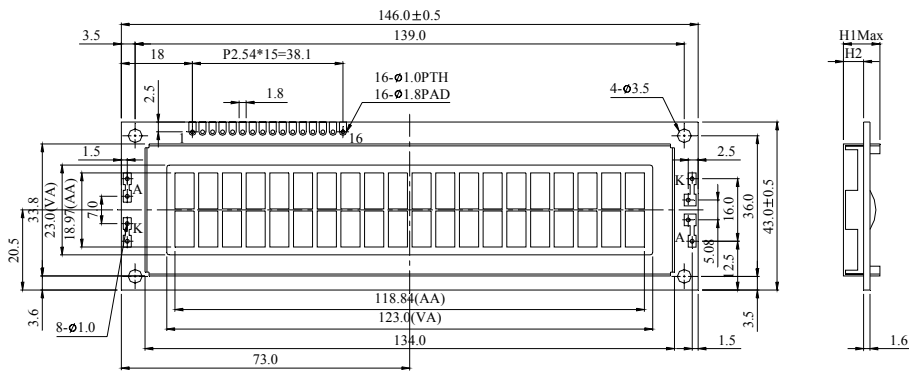 146.0±0.5
3.5
139.0
H1Max
H2
18
P2.54*15=38.1
16-ø1.0PTH
16-ø1.8PAD
4-ø3.5
2.5
1.8
1
16
1.5
2.5
A
K
K
A
33.8
23.0(VA)
18.97(AA)
7.0
20.5
3.6
5.08
16.0
12.5
36.0
43.0±0.5
3.5
8-ø1.0
118.84(AA)
123.0(VA)
134.0
1.5
73.0
1.6